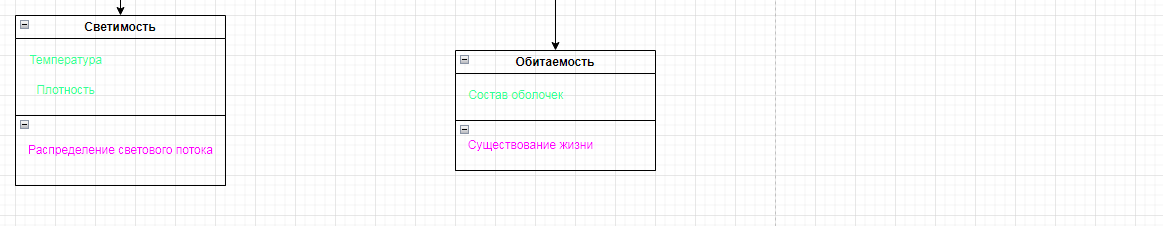 Светимость
Температура
Плотность
Распределение светового потока
Обитаемость
Состав оболочек
Существование жизни